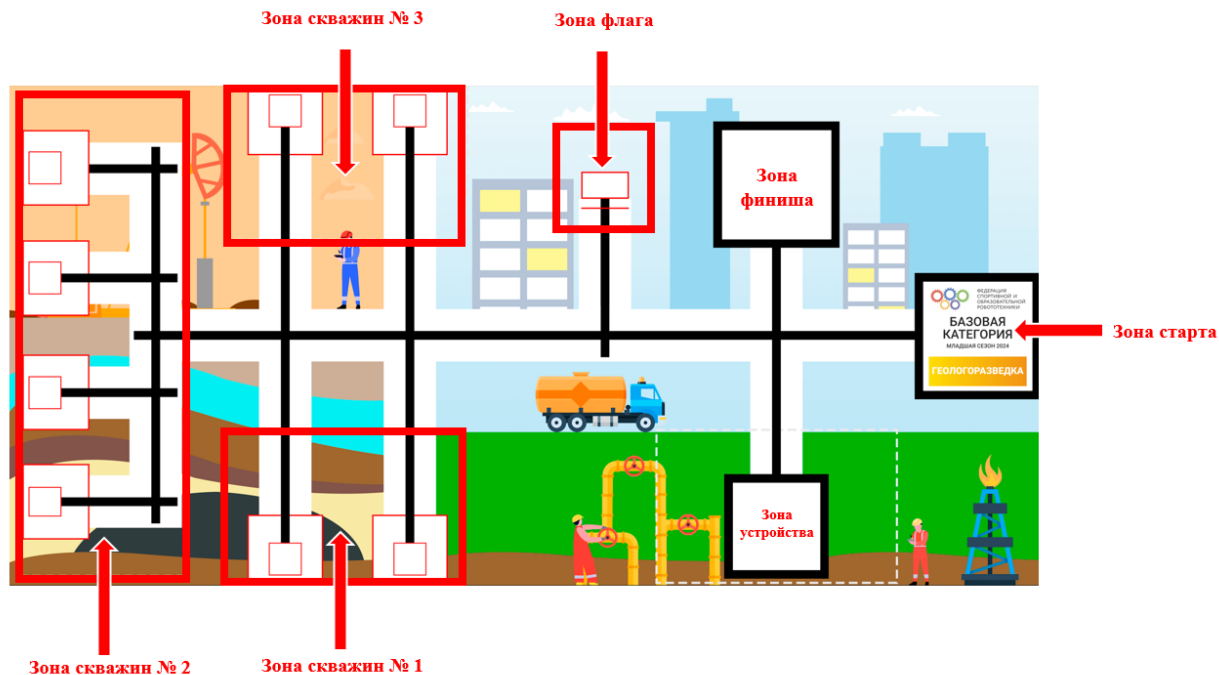 Зона скважин № 3
Зона флага
Зона
финиша
ФЕДЕРАЦИЯ
СПОРТИВНОЙ И
ОБРАЗОВАТЕЛЬНОЙ
РОБОТОТЕХНИКИ
БАЗОВАЯ
КАТЕГОРИЯ
МЛАДШАЯ СЕЗОН 2024
ГЕОЛОГОРАЗВЕДКА
Зона старта
Зона
устройства
Зона скважин № 2
Зона скважин № 1